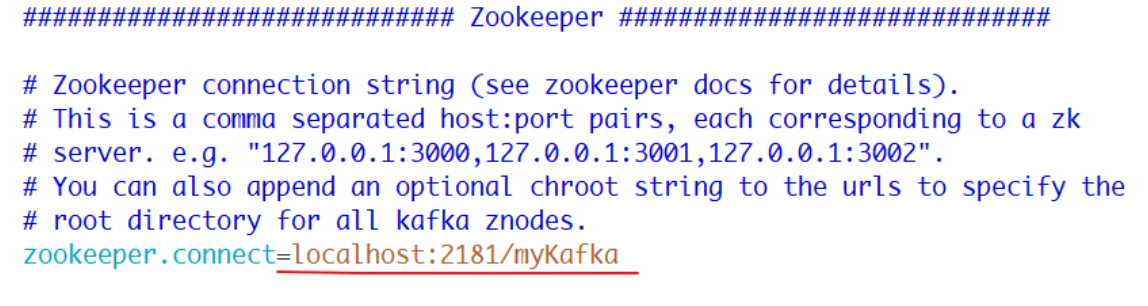 ############################# Zookeeper #############################
# Zookeeper connection string (see zookeeper docs for details).
# This is a comma separated host:port pairs, each corresponding to a zk
# server. e.g. "127.0.0.1:3000,127.0.0.1:3001,127.0.0.1:3002".
# You can also append an optional chroot string to the urls to specify the
# root directory for all kafka znodes.
zookeeper.connect=localhost:2181/myKafka